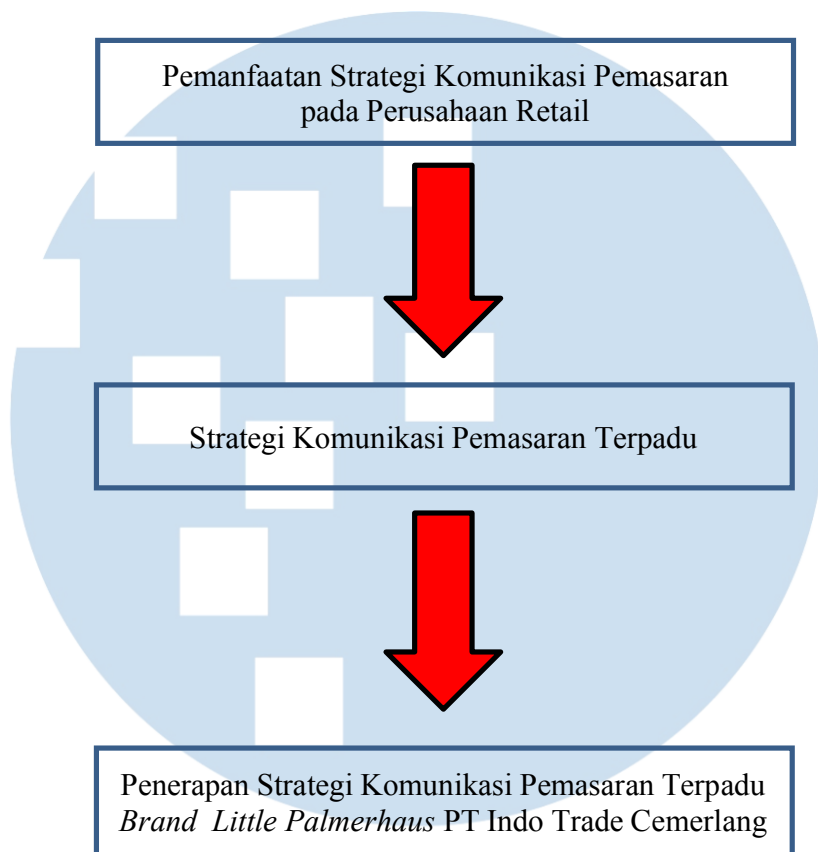 Pemanfaatan Strategi Komunikasi Pemasaran
pada Perusahaan Retail
Strategi Komunikasi Pemasaran Terpadu
Penerapan Strategi Komunikasi Pemasaran Terpadu
Brand Little Palmerhaus PT Indo Trade Cemerlang